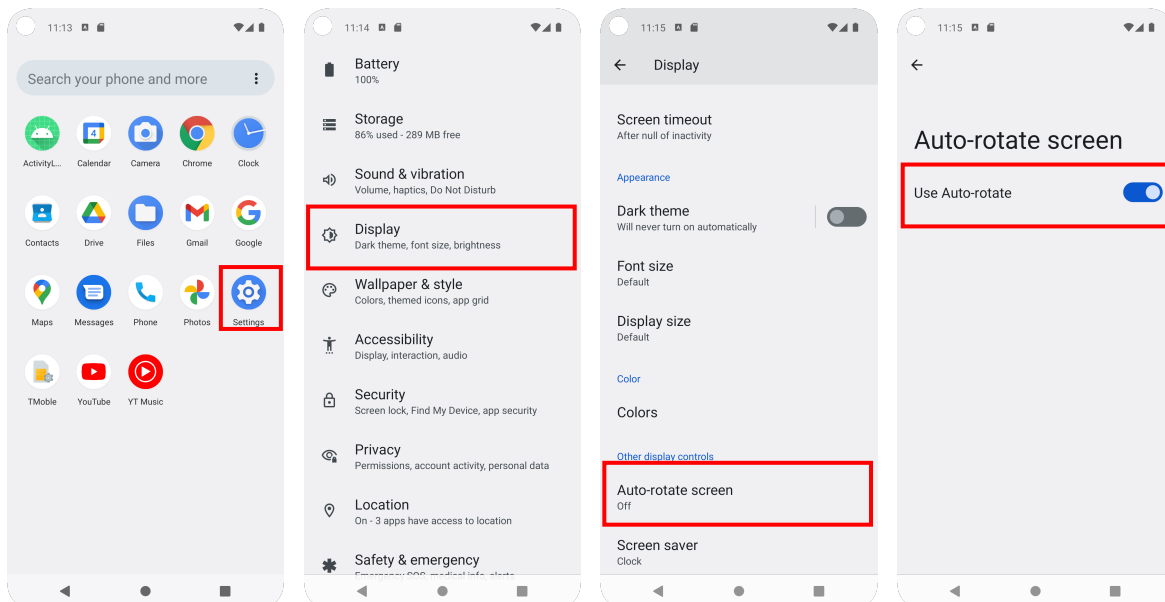 11:13
Search your phone and more
4
ActivityL...
Calendar
Camera
Chrome
Clock
Contacts
Drive
Files
Gmail
Google
Maps
Messages
Phone
Photos
Settings
TMoble
YouTube
YT Music
11:14
Battery
100%
Storage
86% used - 289 MB free
Sound & vibration
Volume, haptics, Do Not Disturb
Display
Dark theme, font size, brightness
Wallpaper & style
Colors, themed icons, app grid
Accessibility
Display, interaction, audio
Security
Screen lock, Find My Device, app security
Privacy
Permissions, account activity, personal data
Location
On - 3 apps have access to location
Safety & emergency
Emergency SOS, medical info, alerts
11:15
Display
Screen timeout
After null of inactivity
Appearance
Dark theme
Will never turn on automatically
Font size
Default
Display size
Default
Color
Colors
Other display controls
Auto-rotate screen
Off
Screen saver
Clock
11:15
Auto-rotate screen
Use Auto-rotate